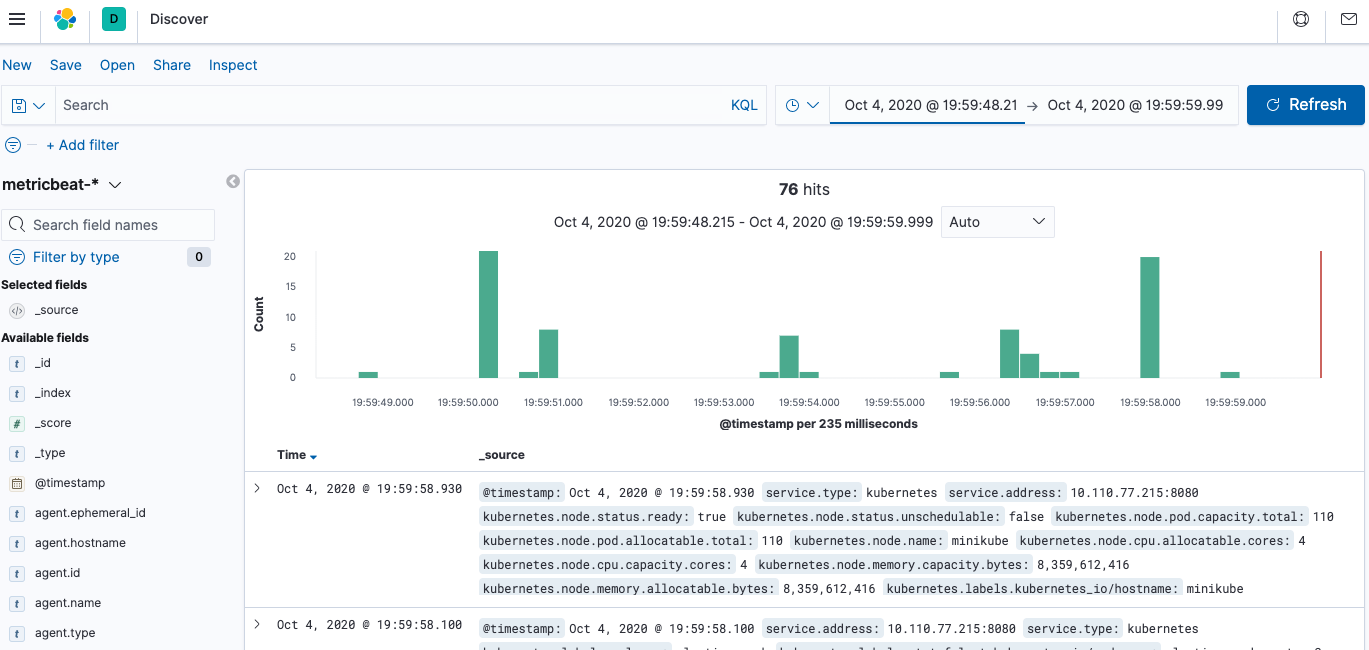 D Discover
New Save Open Share Inspect
Search KQL Oct 4, 2020 @ 19:59:48.21 → Oct 4, 2020 @ 19:59:59.99 Refresh
+ Add filter
metricbeat-*
Search field names
Filter by type 0
Selected fields
_source
Available fields
t _id
t _index
# _score
t _type
@timestamp
t agent.ephemeral_id
t agent.hostname
t agent.id
t agent.name
t agent.type
76 hits
Oct 4, 2020 @ 19:59:48.215 - Oct 4, 2020 @ 19:59:59.999 Auto
Count
20
15
10
5
0
19:59:49.000 19:59:50.000 19:59:51.000 19:59:52.000 19:59:53.000 19:59:54.000 19:59:55.000 19:59:56.000 19:59:57.000 19:59:58.000 19:59:59.000
@timestamp per 235 milliseconds
Time _source
Oct 4, 2020 @ 19:59:58.930 @timestamp: Oct 4, 2020 @ 19:59:58.930 service.type: kubernetes service.address: 10.110.77.215:8080
kubernetes.node.status.ready: true kubernetes.node.status.unschedulable: false kubernetes.node.pod.capacity.total: 110
kubernetes.node.pod.allocatable.total: 110 kubernetes.node.name: minikube kubernetes.node.cpu.allocatable.cores: 4
kubernetes.node.cpu.capacity.cores: 4 kubernetes.node.memory.capacity.bytes: 8,359,612,416
kubernetes.node.memory.allocatable.bytes: 8,359,612,416 kubernetes.labels.kubernetes_io/hostname: minikube
Oct 4, 2020 @ 19:59:58.100 @timestamp: Oct 4, 2020 @ 19:59:58.100 service.address: 10.110.77.215:8080 service.type: kubernetes